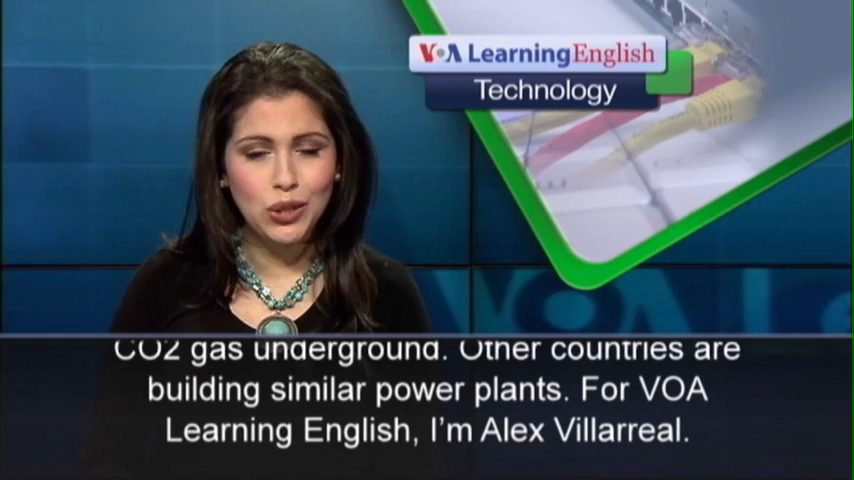 VOA Learning English
Technology
VOA
CO2 gas underground. Other countries are
building similar power plants. For VOA
Learning English, I'm Alex Villarreal.